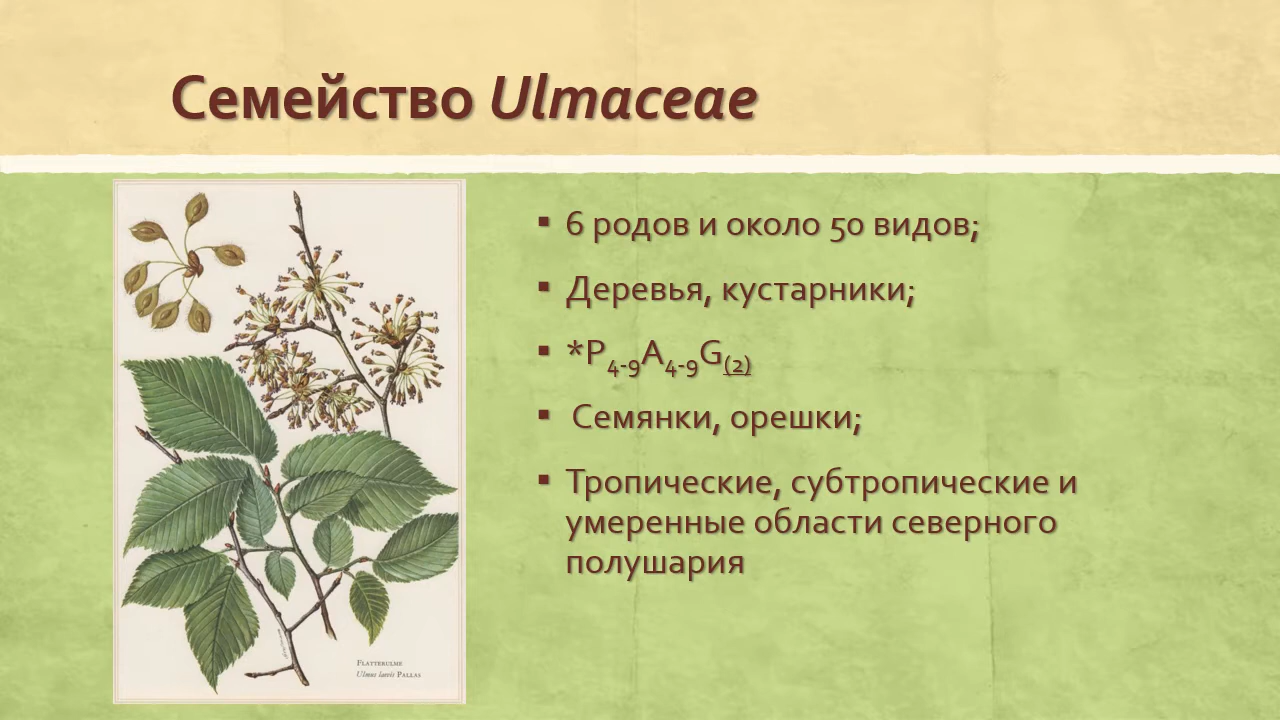 Семейство Ulmaceae
▪ 6 родов и около 50 видов;
▪ Деревья, кустарники;
▪ *P4-9A4-9G(2)
▪ Семянки, орешки;
▪ Тропические, субтропические и
умеренные области северного
полушария
Flatterulme
Ulmus laevis Pallas